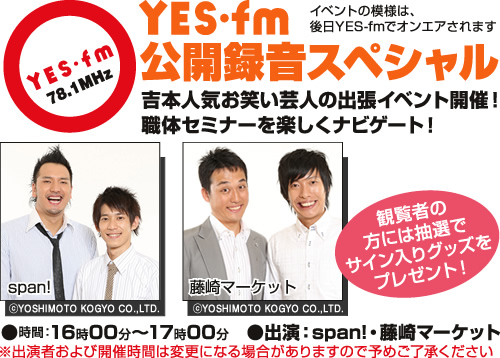 YES·fm
78.1MHz
YES·fm
イベントの模様は、
後日YES-fmでオンエアされます
公開録音スペシャル
吉本人気お笑い芸人の出張イベント開催！
職体セミナーを楽しくナビゲート！
span!
©YOSHIMOTO KOGYO CO.,LTD.
藤崎マーケット
©YOSHIMOTO KOGYO CO.,LTD.
観覧者の
方には抽選で
サイン入りグッズを
プレゼント！
●時間：16時00分〜17時00分 ●出演：span!・藤崎マーケット
※出演者および開催時間は変更になる場合がありますので予めご了承ください